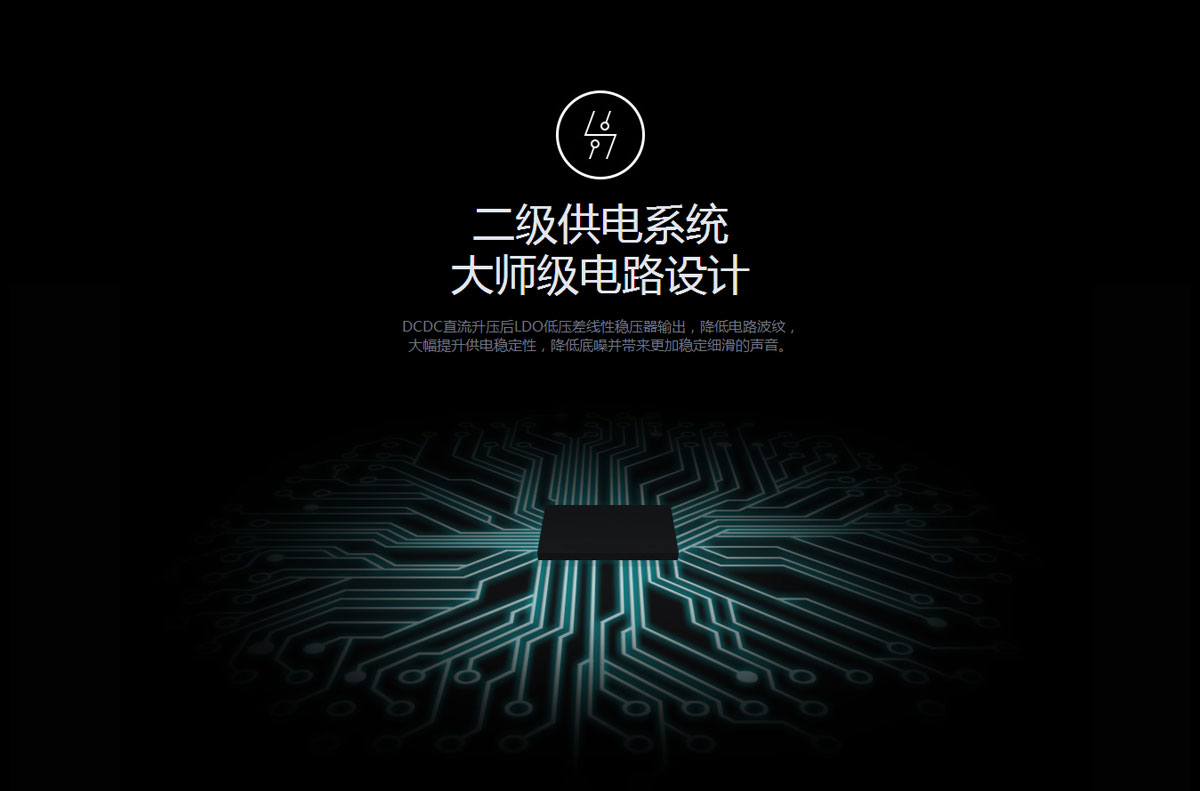 二级供电系统
大师级电路设计
DCDC直流升压后LDO低压差线性稳压器输出，降低电路波纹，
大幅提升供电稳定性，降低底噪并带来更加稳定细滑的声音。